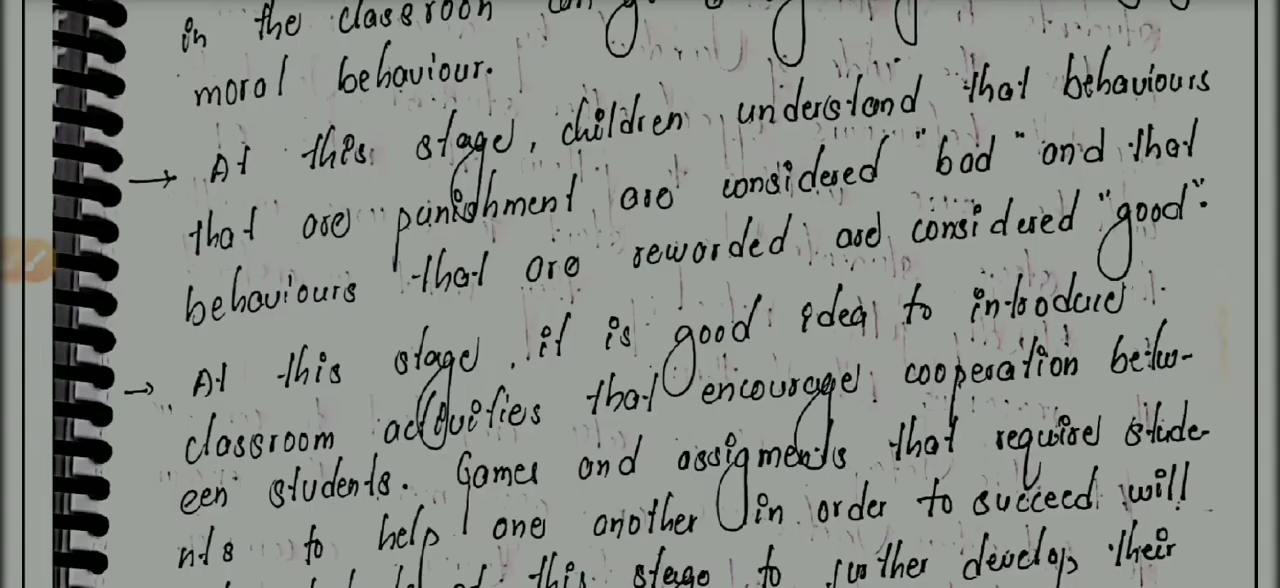 in the classroon
moral behaviour.
→ At this stage, children understand that behaviours
that are punishment are considered "bad" and that
behaviours that are rewarded are considered "good".
→ At this stage, it is good idea to introduce
classroom activities that encourage cooperation betw-
een students. Games and assigments that require stude-
nts to help one another in order to succeed will
this stage to further develop their